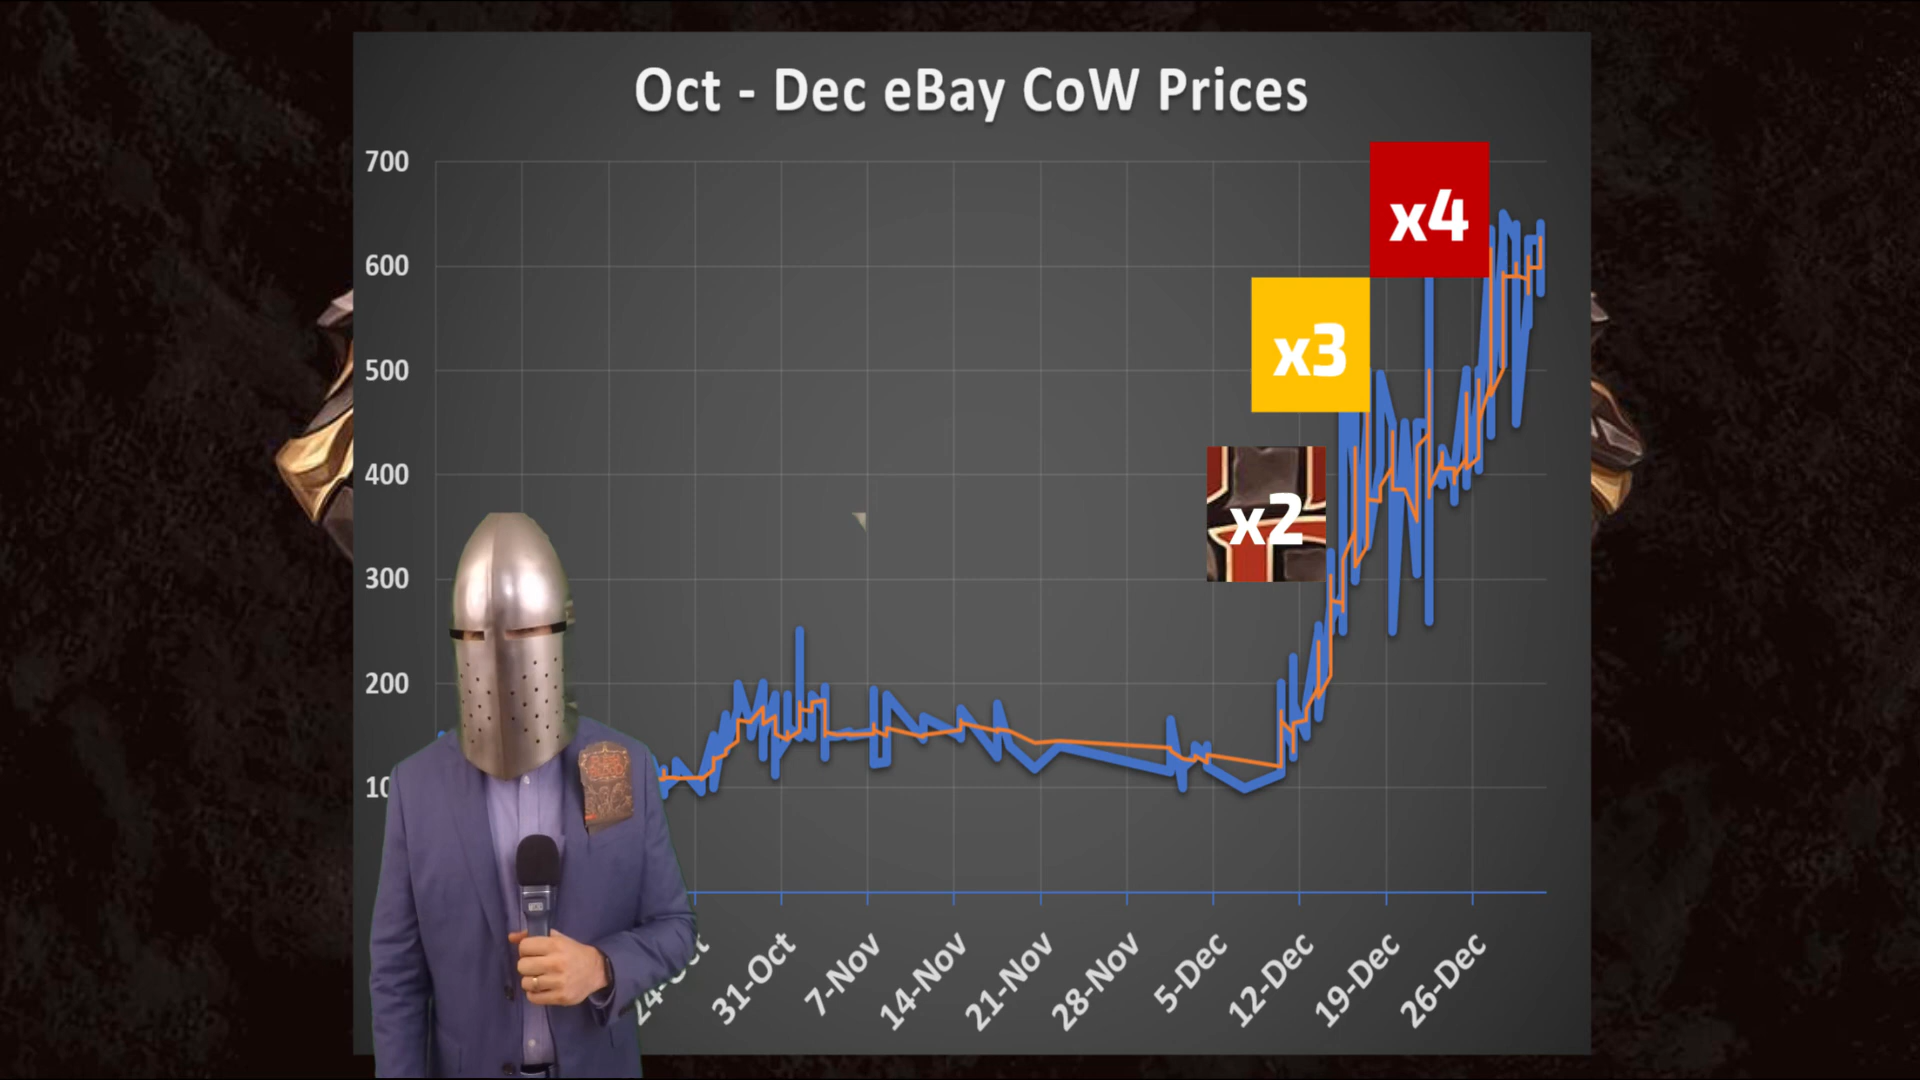 Oct - Dec eBay CoW Prices
700
600
500
400
300
200
10
x4
x3
x2
31-Oct
7-Nov
14-Nov
21-Nov
28-Nov
5-Dec
12-Dec
19-Dec
26-Dec